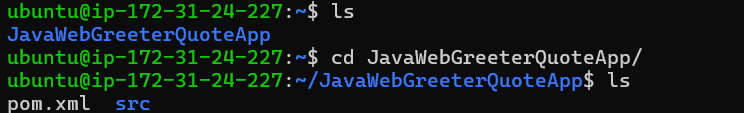 ubuntu@ip-172-31-24-227:~$ ls
JavaWebGreeterQuoteApp
ubuntu@ip-172-31-24-227:~$ cd JavaWebGreeterQuoteApp/
ubuntu@ip-172-31-24-227:~/JavaWebGreeterQuoteApp$ ls
pom.xml  src